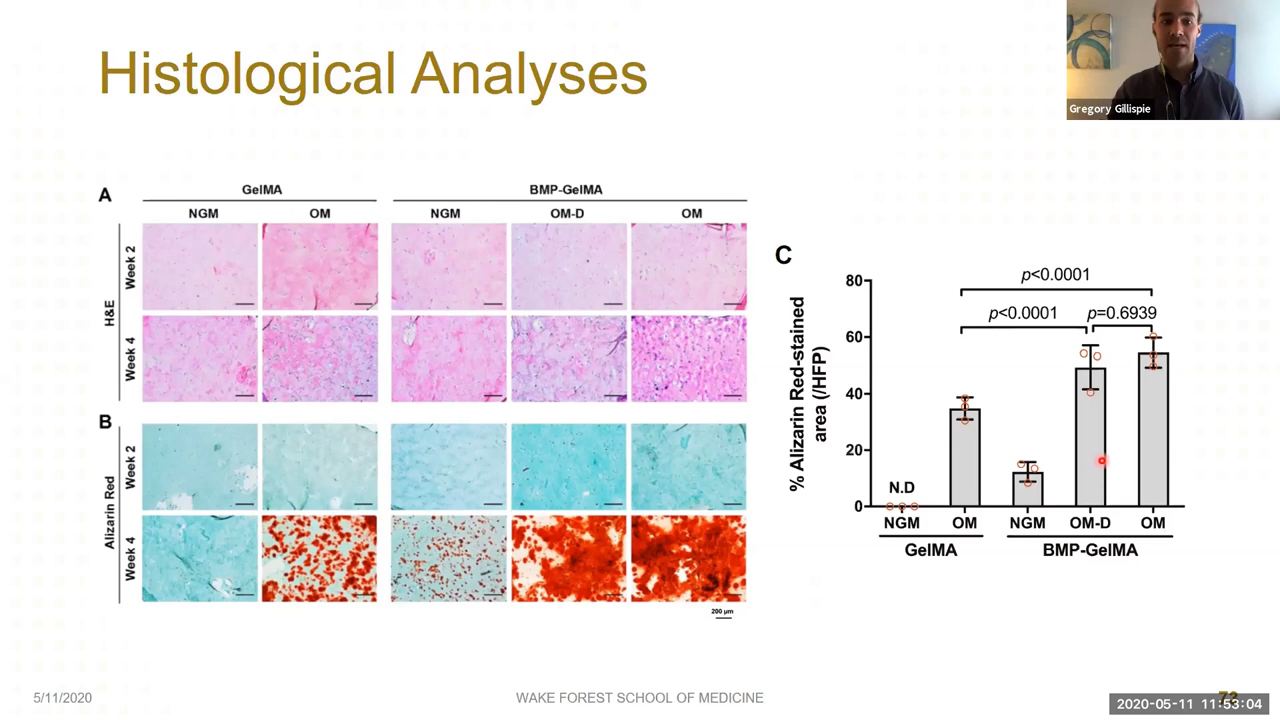 Histological Analyses
Gregory Gillispie
A
GelMA
BMP-GelMA
NGM
OM
NGM
OM-D
OM
H&E
Week 2
Week 4
B
Alizarin Red
Week 2
Week 4
200 µm
C
% Alizarin Red-stained
area (/HFP)
80
60
40
20
0
p<0.0001
p<0.0001
p=0.6939
N.D
NGM
OM
NGM
OM-D
OM
GelMA
BMP-GelMA
5/11/2020
WAKE FOREST SCHOOL OF MEDICINE
2020-05-11 11:53:04